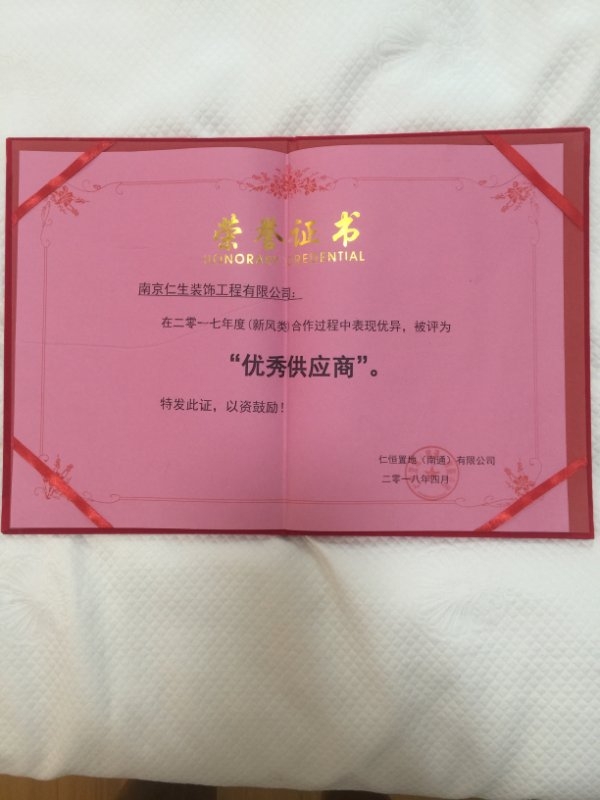 荣誉证书
HONORARY CREDENTIAL
南京仁生装饰工程有限公司：
在二零一七年度（新风类）合作过程中表现优异，被评为
“优秀供应商”。
特发此证，以资鼓励！
仁恒置地（南通）有限公司
二零一八年四月